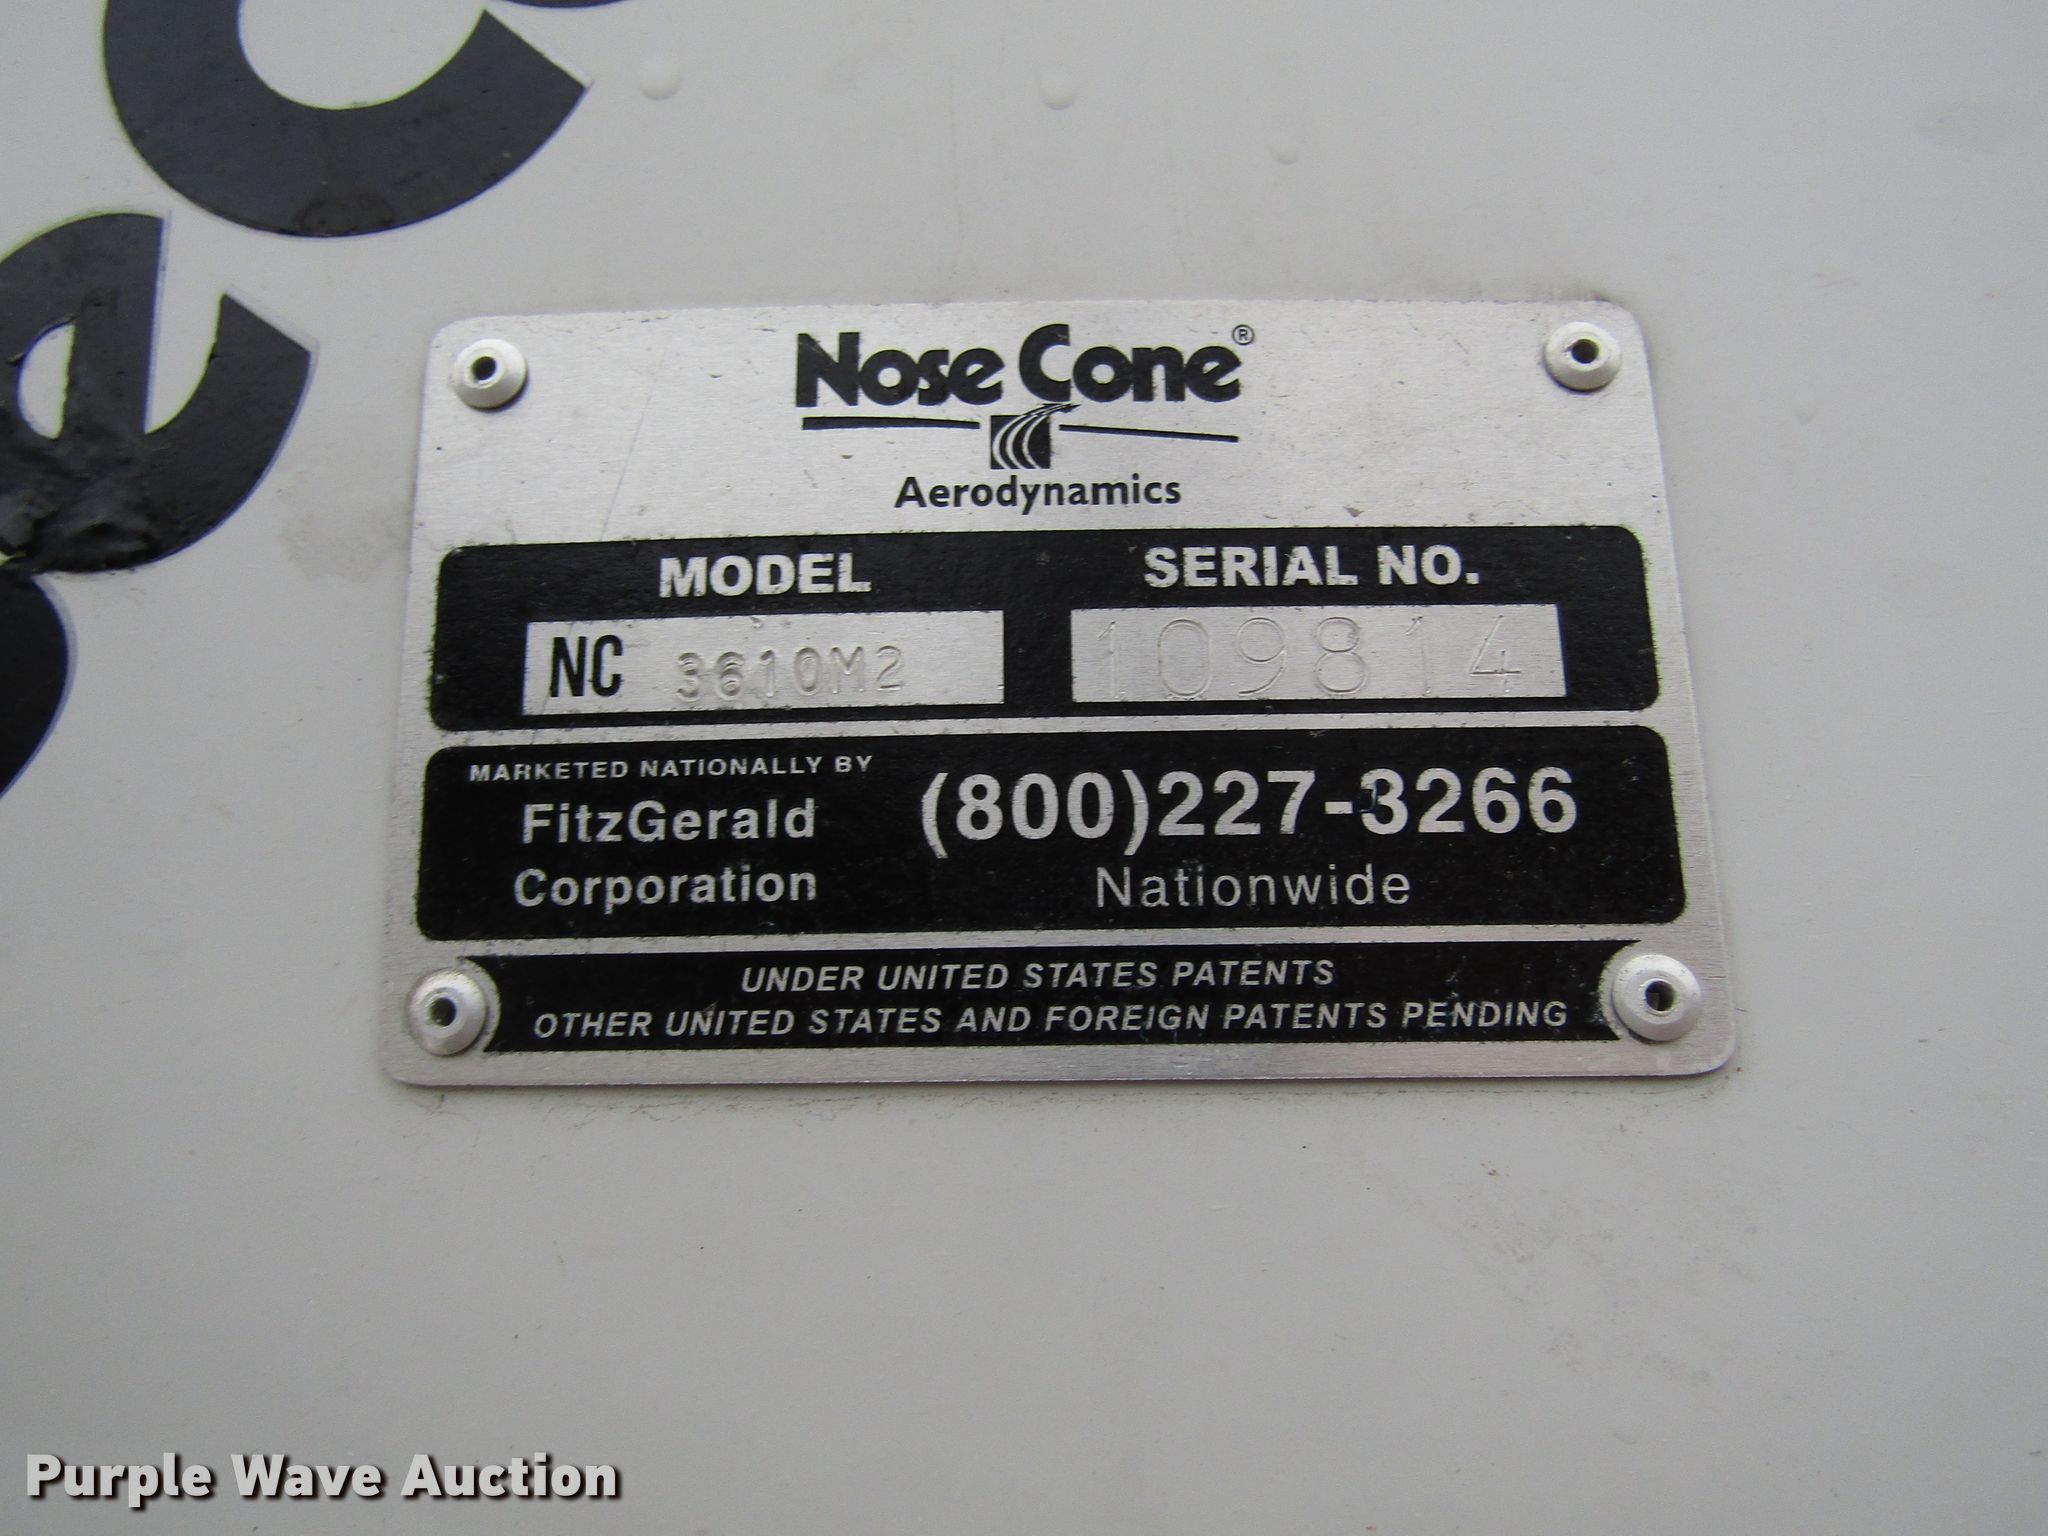 Nose Cone®
Aerodynamics
MODEL
SERIAL NO.
NC 3610M2
109814
MARKETED NATIONALLY BY
FitzGerald
Corporation
(800)227-3266
Nationwide
UNDER UNITED STATES PATENTS
OTHER UNITED STATES AND FOREIGN PATENTS PENDING
Purple Wave Auction